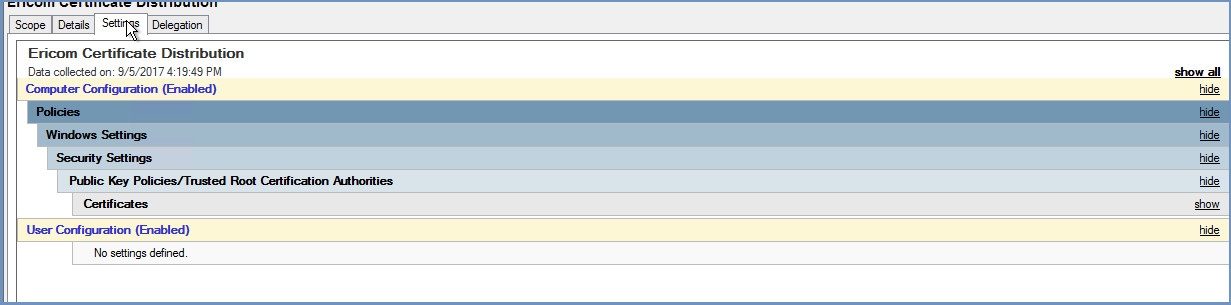 Ericom Certificate Distribution
Scope Details Settings Delegation
Ericom Certificate Distribution
Data collected on: 9/5/2017 4:19:49 PM show all
Computer Configuration (Enabled) hide
Policies hide
Windows Settings hide
Security Settings hide
Public Key Policies/Trusted Root Certification Authorities hide
Certificates show
User Configuration (Enabled) hide
No settings defined.